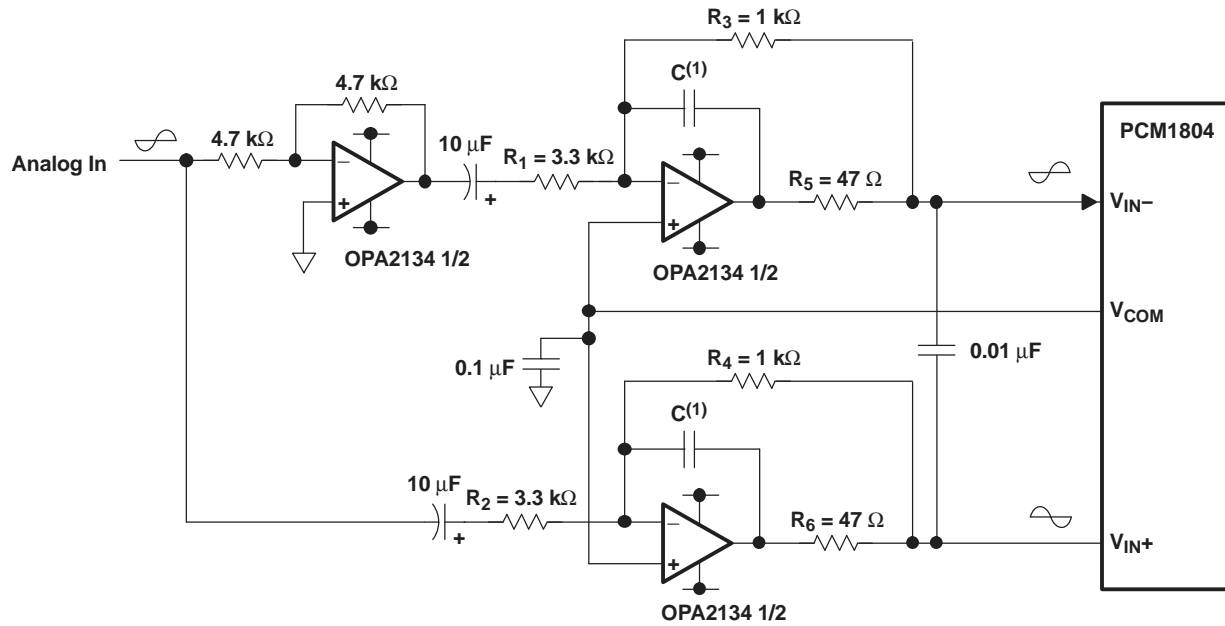 R3 = 1 kΩ
C(1)
4.7 kΩ
PCM1804
4.7 kΩ
10 μF
R1 = 3.3 kΩ
Analog In
−
+
−
+
R5 = 47 Ω
+
VIN−
OPA2134 1/2
OPA2134 1/2
VCOM
0.1 μF
R4 = 1 kΩ
0.01 μF
C(1)
10 μF
R2 = 3.3 kΩ
+
−
+
R6 = 47 Ω
VIN+
OPA2134 1/2